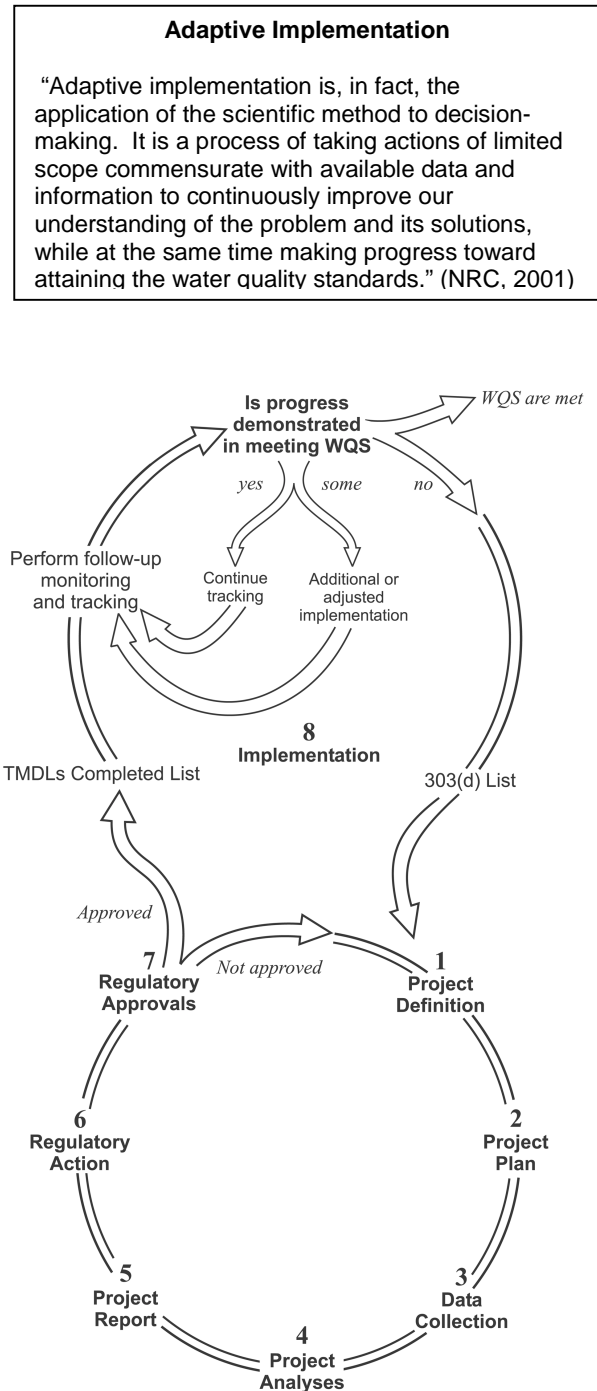 Adaptive Implementation
“Adaptive implementation is, in fact, the
application of the scientific method to decision-
making. It is a process of taking actions of limited
scope commensurate with available data and
information to continuously improve our
understanding of the problem and its solutions,
while at the same time making progress toward
attaining the water quality standards.” (NRC, 2001)
Is progress
demonstrated
in meeting WQS
WQS are met
yes
some
no
Perform follow-up
monitoring
and tracking
Continue
tracking
Additional or
adjusted
implementation
8
Implementation
TMDLs Completed List
303(d) List
Approved
Not approved
7
Regulatory
Approvals
1
Project
Definition
6
Regulatory
Action
2
Project
Plan
5
Project
Report
3
Data
Collection
4
Project
Analyses